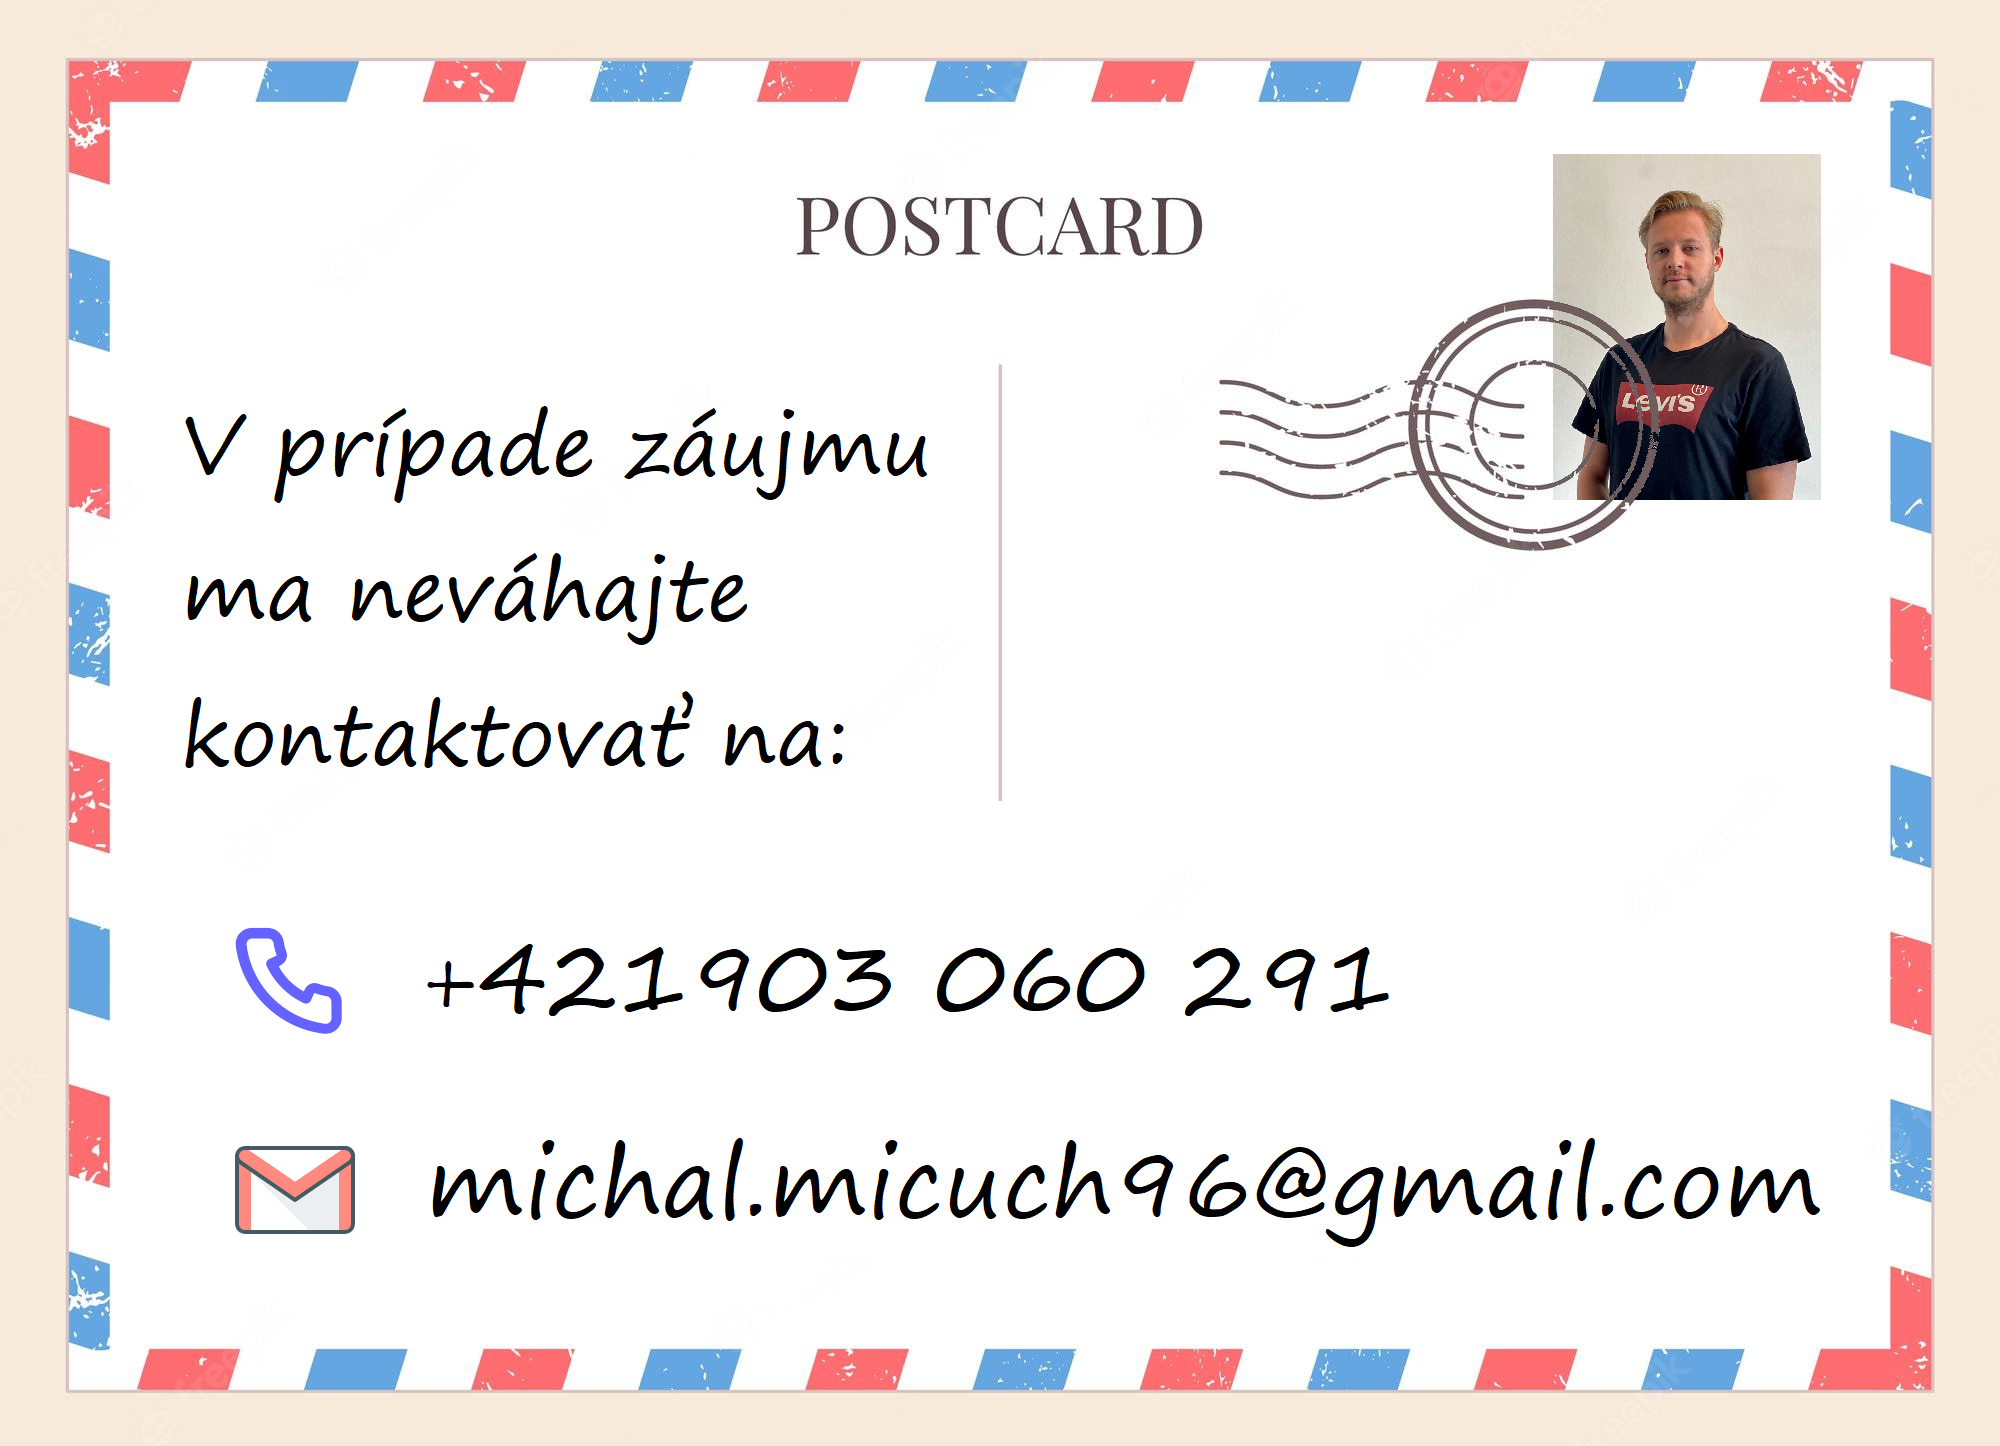 POSTCARD
LEVI'S
®
V prípade záujmu
ma neváhajte
kontaktovať na:
+421903 060 291
michal.micuch96@gmail.com